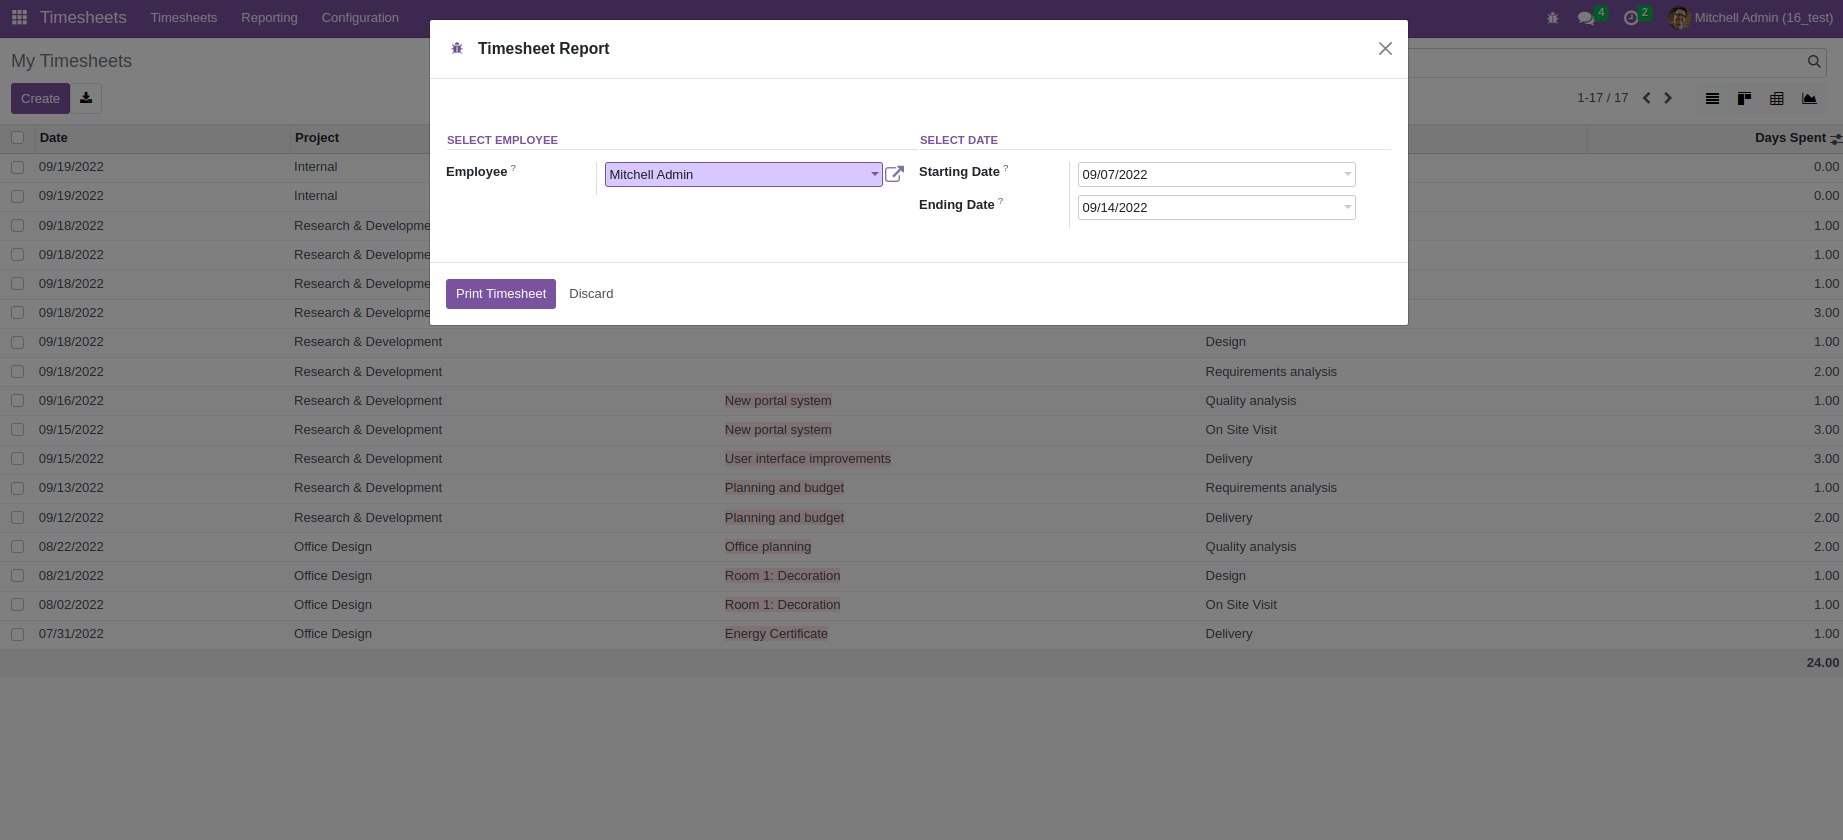 Timesheets Timesheets Reporting Configuration 4 2 Mitchell Admin (16_test)
My Timesheets
Create 1-17 / 17
Timesheet Report
SELECT EMPLOYEE SELECT DATE
Employee ? Mitchell Admin Starting Date ? 09/07/2022
Ending Date ? 09/14/2022
Print Timesheet Discard
Date Project Days Spent
09/19/2022 Internal 0.00
09/19/2022 Internal 0.00
09/18/2022 Research & Developme 1.00
09/18/2022 Research & Developme 1.00
09/18/2022 Research & Developme 1.00
09/18/2022 Research & Developme 3.00
09/18/2022 Research & Development Design 1.00
09/18/2022 Research & Development Requirements analysis 2.00
09/16/2022 Research & Development New portal system Quality analysis 1.00
09/15/2022 Research & Development New portal system On Site Visit 3.00
09/15/2022 Research & Development User interface improvements Delivery 3.00
09/13/2022 Research & Development Planning and budget Requirements analysis 1.00
09/12/2022 Research & Development Planning and budget Delivery 2.00
08/22/2022 Office Design Office planning Quality analysis 2.00
08/21/2022 Office Design Room 1: Decoration Design 1.00
08/02/2022 Office Design Room 1: Decoration On Site Visit 1.00
07/31/2022 Office Design Energy Certificate Delivery 1.00
24.00